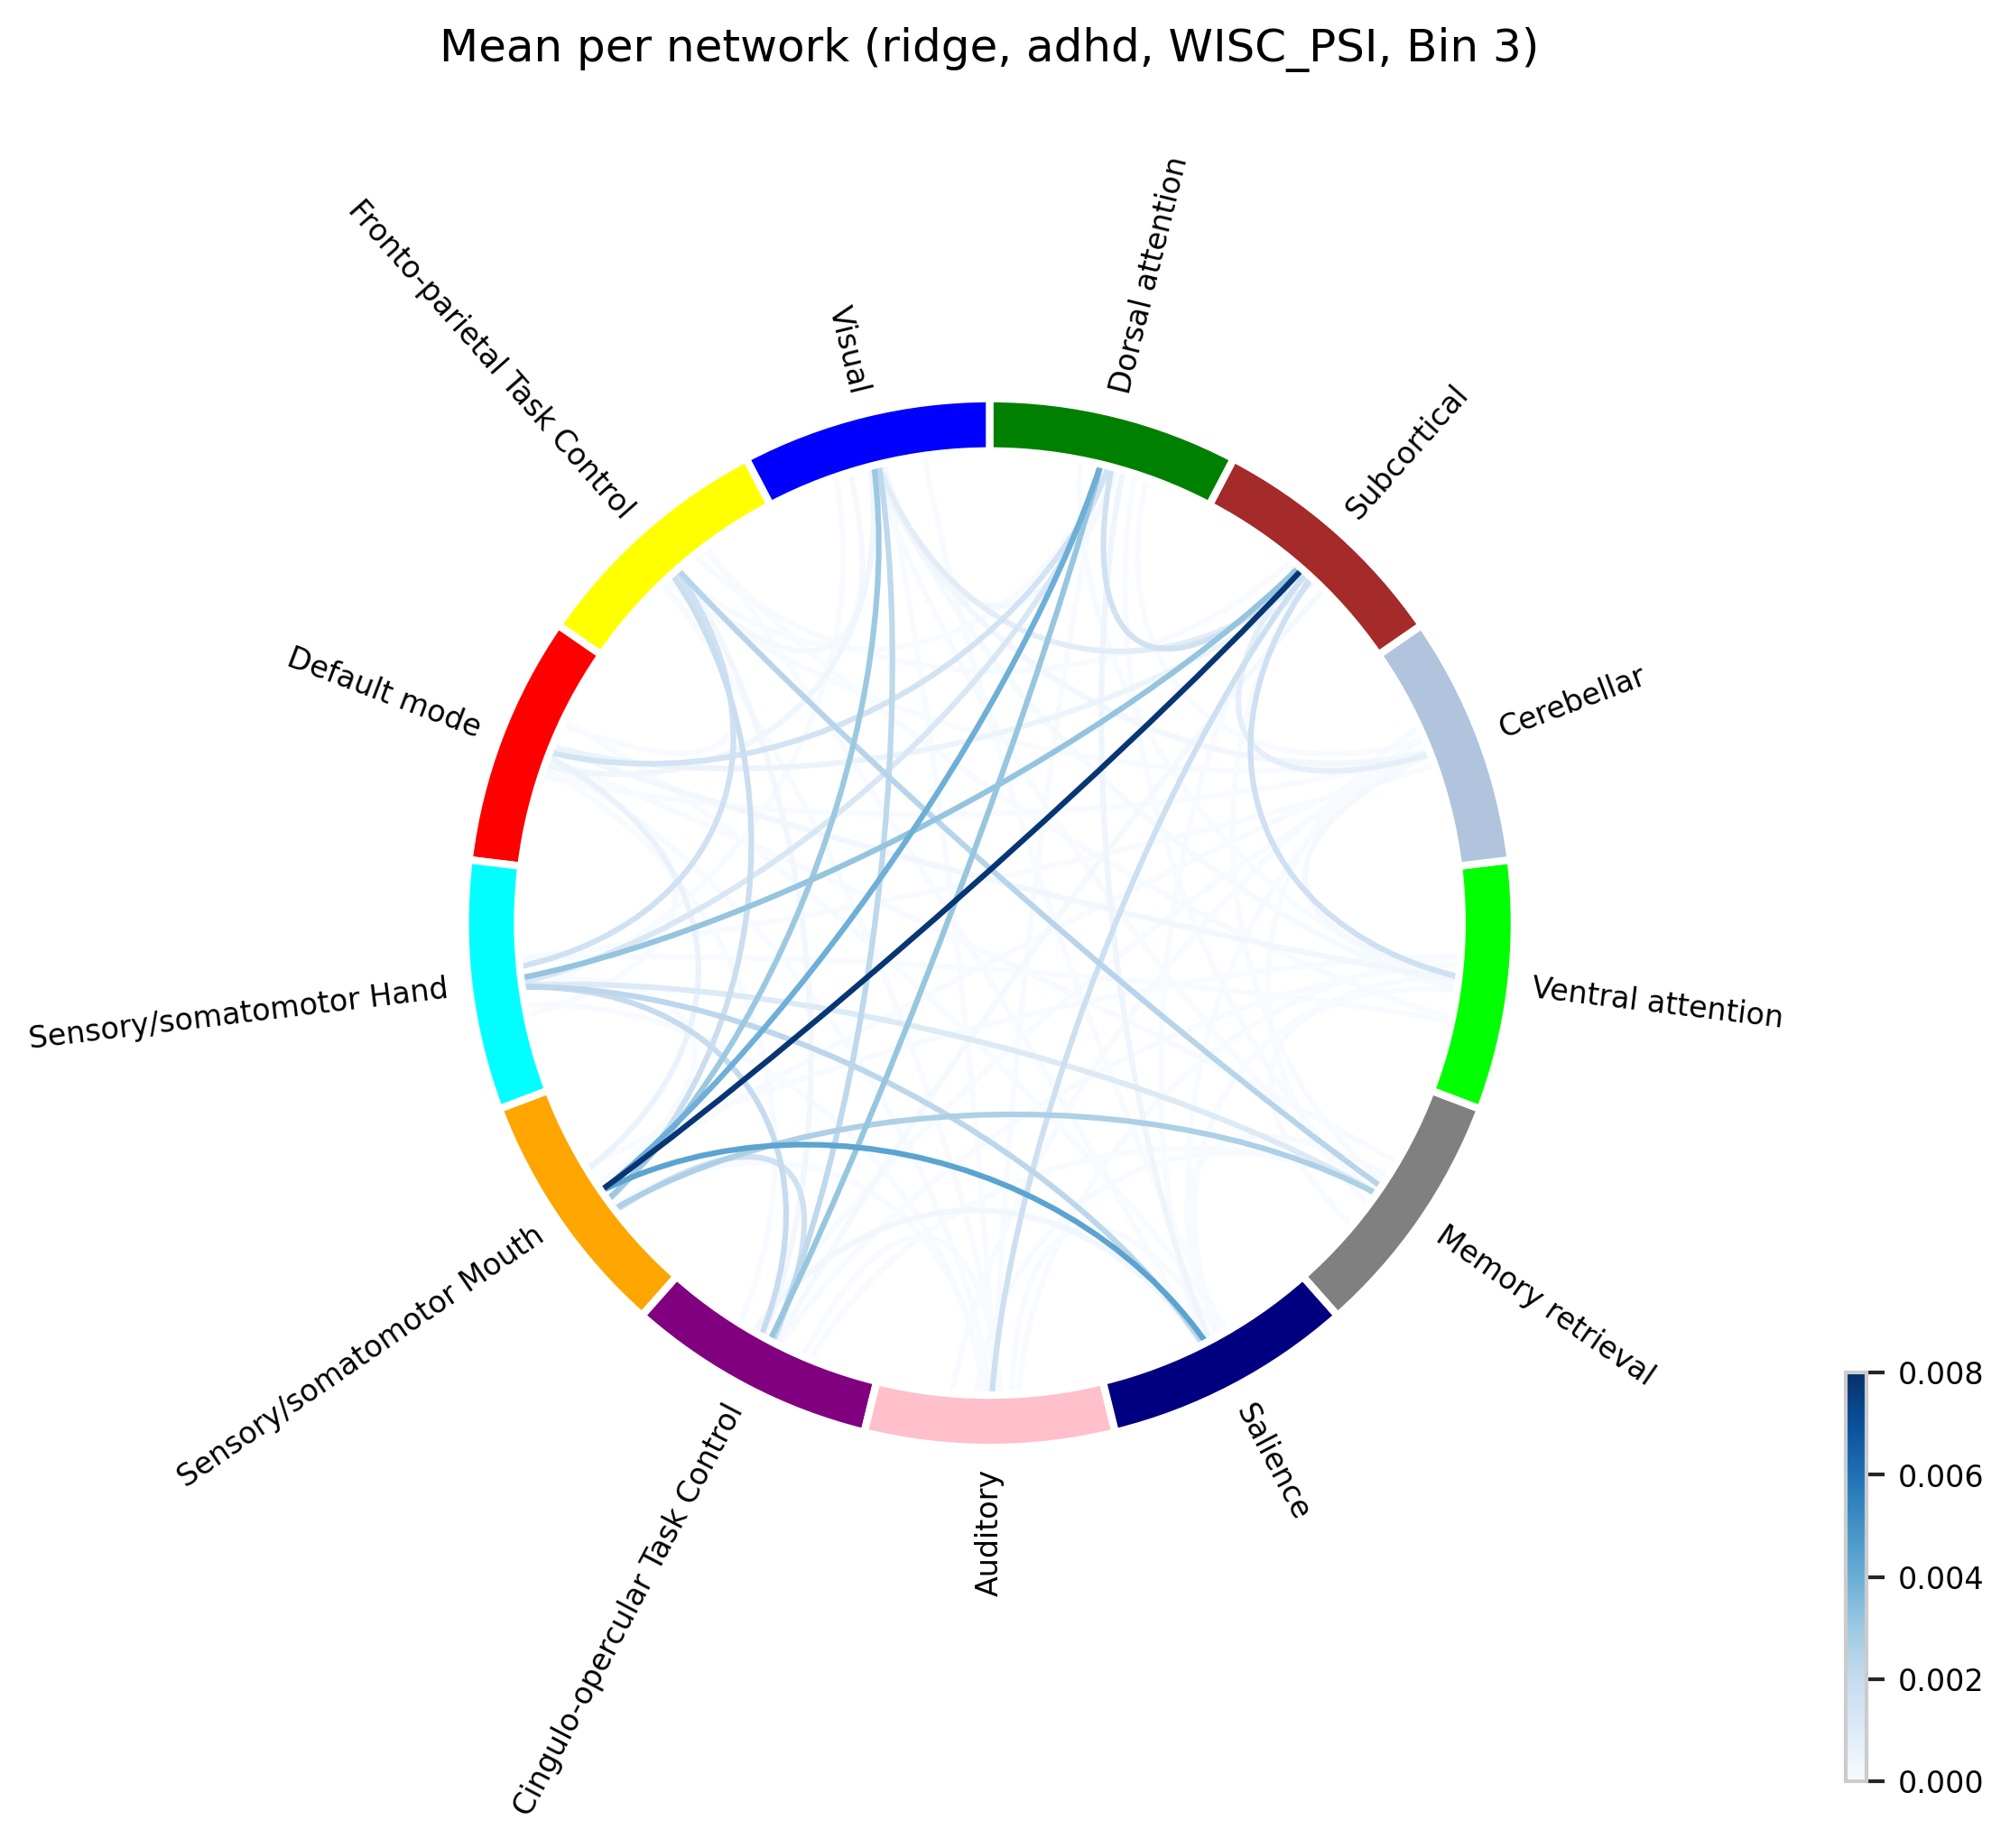 Mean per network (ridge, adhd, WISC_PSI, Bin 3)
Dorsal attention
Visual
Fronto-parietal Task Control
Subcortical
Default mode
Cerebellar
Sensory/somatomotor Hand
Ventral attention
Sensory/somatomotor Mouth
Memory retrieval
Cingulo-opercular Task Control
Auditory
Salience
0.008
0.006
0.004
0.002
0.000